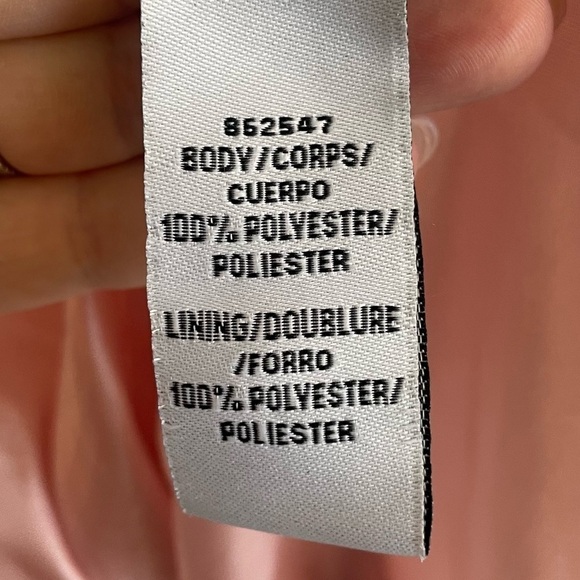 862547
BODY/CORPS/
CUERPO
100% POLYESTER/
POLIESTER
LINING/DOUBLURE
/FORRO
100% POLYESTER/
POLIESTER